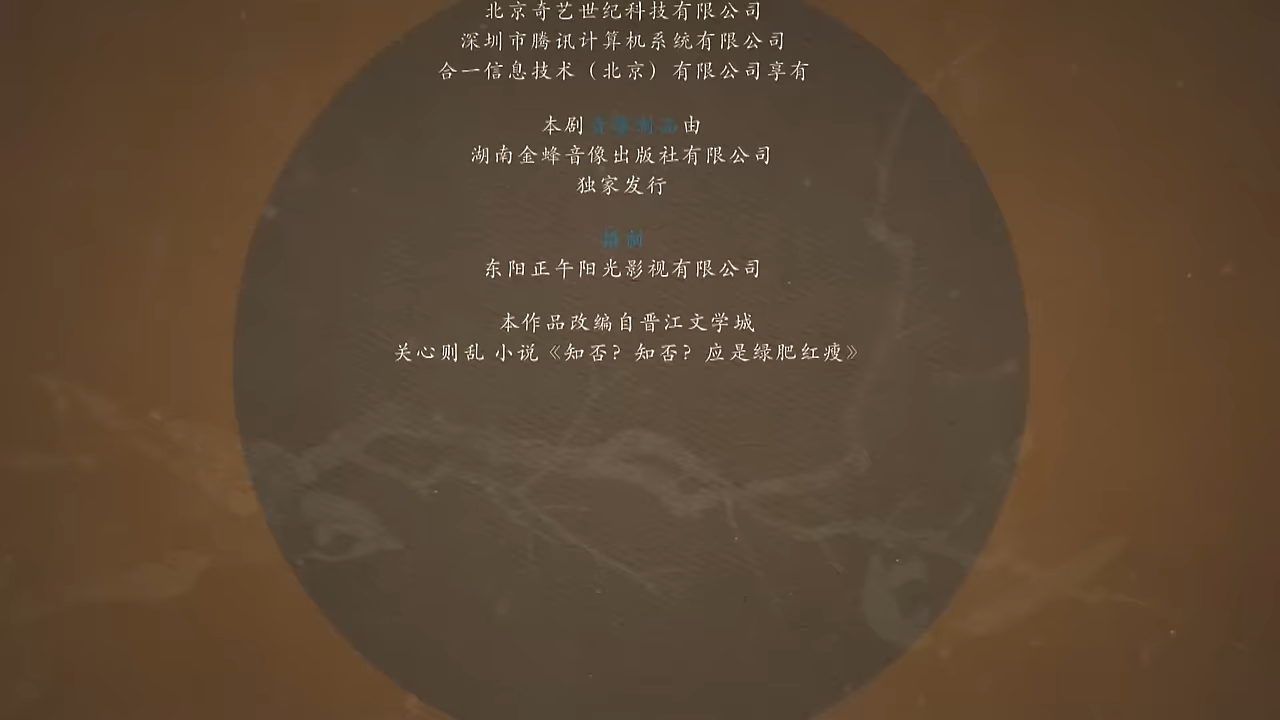 北京奇艺世纪科技有限公司
深圳市腾讯计算机系统有限公司
合一信息技术（北京）有限公司享有
本剧音像制品由
湖南金蜂音像出版社有限公司
独家发行
摄制
东阳正午阳光影视有限公司
本作品改编自晋江文学城
关心则乱 小说《知否？知否？应是绿肥红瘦》